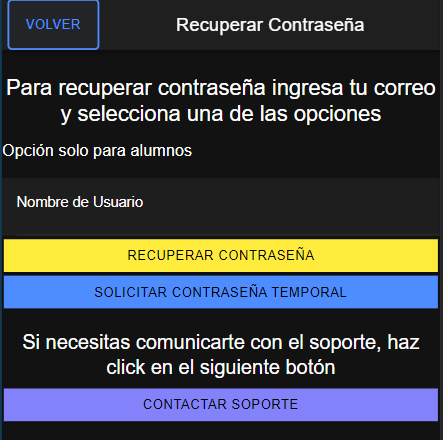 VOLVER
Recuperar Contraseña
Para recuperar contraseña ingresa tu correo
y selecciona una de las opciones
Opción solo para alumnos
Nombre de Usuario
RECUPERAR CONTRASEÑA
SOLICITAR CONTRASEÑA TEMPORAL
Si necesitas comunicarte con el soporte, haz
click en el siguiente botón
CONTACTAR SOPORTE